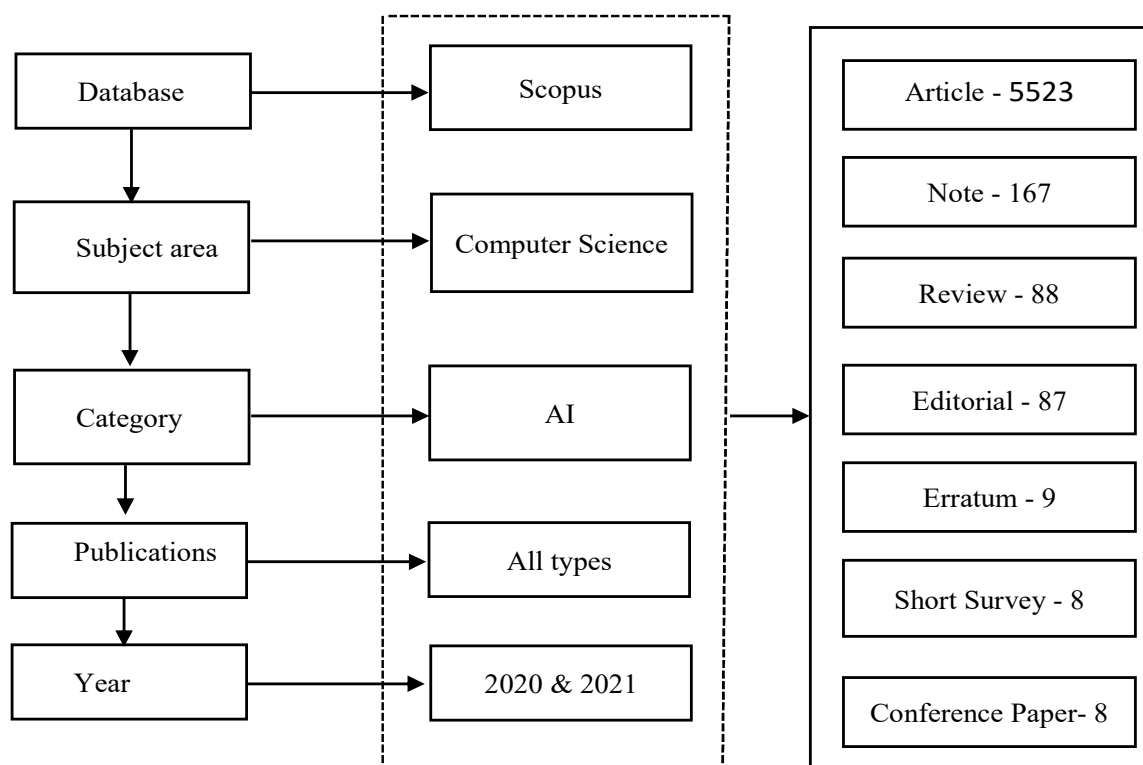 Database
Scopus
Subject area
Computer Science
Category
AI
Publications
All types
Year
2020 & 2021
Article - 5523
Note - 167
Review - 88
Editorial - 87
Erratum - 9
Short Survey - 8
Conference Paper- 8